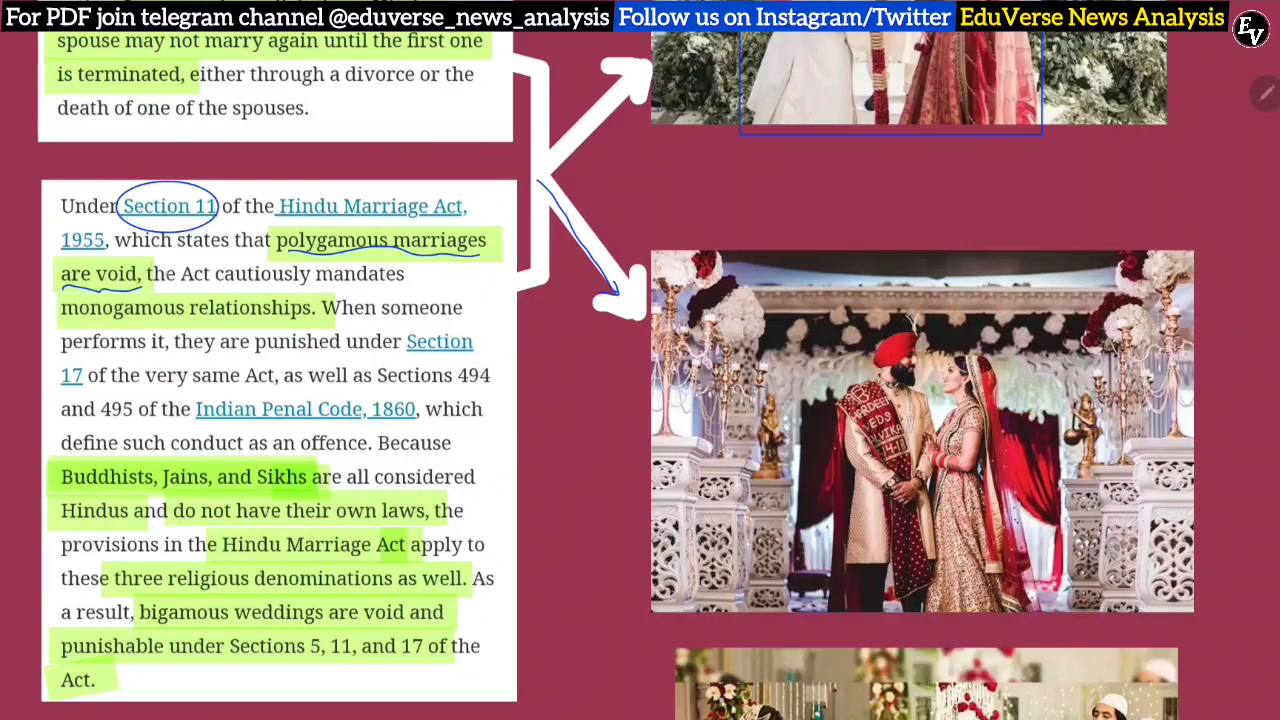 For PDF join telegram channel @eduverse_news_analysis Follow us on Instagram/Twitter EduVerse News Analysis
EV
spouse may not marry again until the first one
is terminated, either through a divorce or the
death of one of the spouses.
Under Section 11 of the Hindu Marriage Act,
1955, which states that polygamous marriages
are void, the Act cautiously mandates
monogamous relationships. When someone
performs it, they are punished under Section
17 of the very same Act, as well as Sections 494
and 495 of the Indian Penal Code, 1860, which
define such conduct as an offence. Because
Buddhists, Jains, and Sikhs are all considered
Hindus and do not have their own laws, the
provisions in the Hindu Marriage Act apply to
these three religious denominations as well. As
a result, bigamous weddings are void and
punishable under Sections 5, 11, and 17 of the
Act.
VEDS